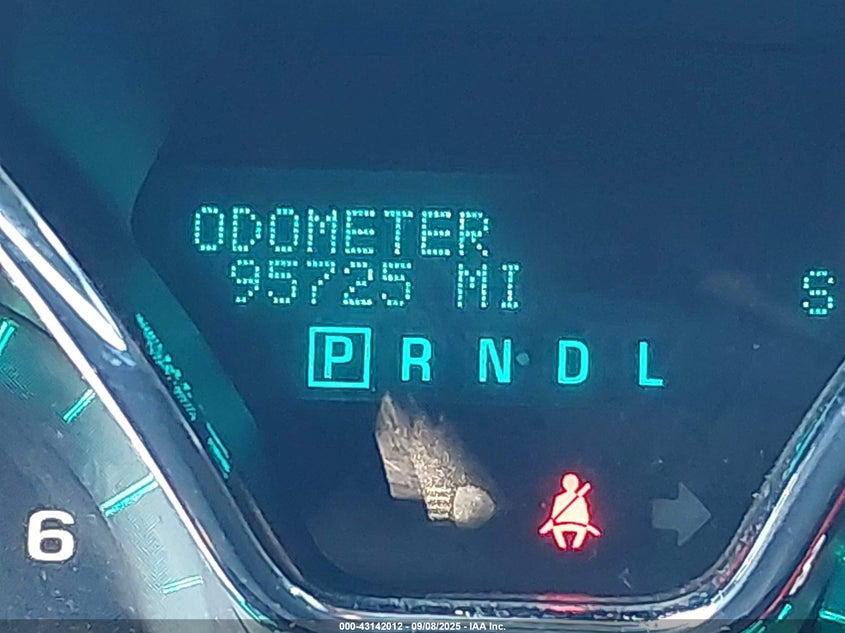 ODOMETER
95725 MI
S
P R N D L
6
000-43142012 - 09/08/2025 - IAA Inc.